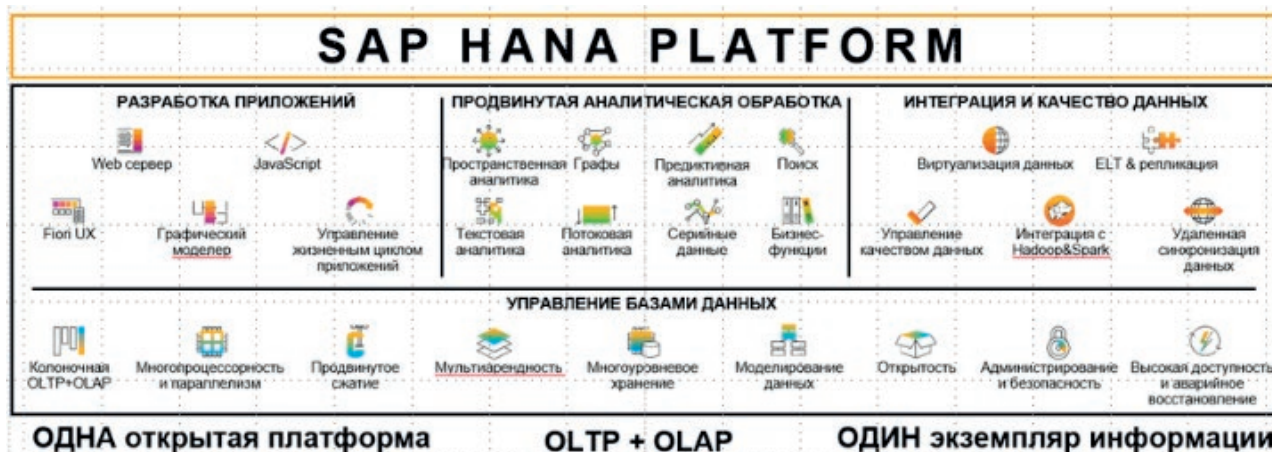 SAP HANA PLATFORM
РАЗРАБОТКА ПРИЛОЖЕНИЙ
Web сервер
JavaScript
Fiori UX
Графический
моделер
Управление
жизненным циклом
приложений
ПРОДВИНУТАЯ АНАЛИТИЧЕСКАЯ ОБРАБОТКА
Пространственная
аналитика
Графы
Предиктивная
аналитика
Поиск
Текстовая
аналитика
Потоковая
аналитика
Серийные
данные
Бизнес-
функции
ИНТЕГРАЦИЯ И КАЧЕСТВО ДАННЫХ
Виртуализация данных
ELT & репликация
Управление
качеством данных
Интеграция с
Hadoop&Spark
Удаленная
синхронизация
данных
УПРАВЛЕНИЕ БАЗАМИ ДАННЫХ
Колоночная
OLTP+OLAP
Многопроцессорность
и параллелизм
Продвинутое
сжатие
Мультиарендность
Многоуровневое
хранение
Моделирование
данных
Открытость
Администрирование
и безопасность
Высокая доступность
и аварийное
восстановление
ОДНА открытая платформа
OLTP + OLAP
ОДИН экземпляр информации